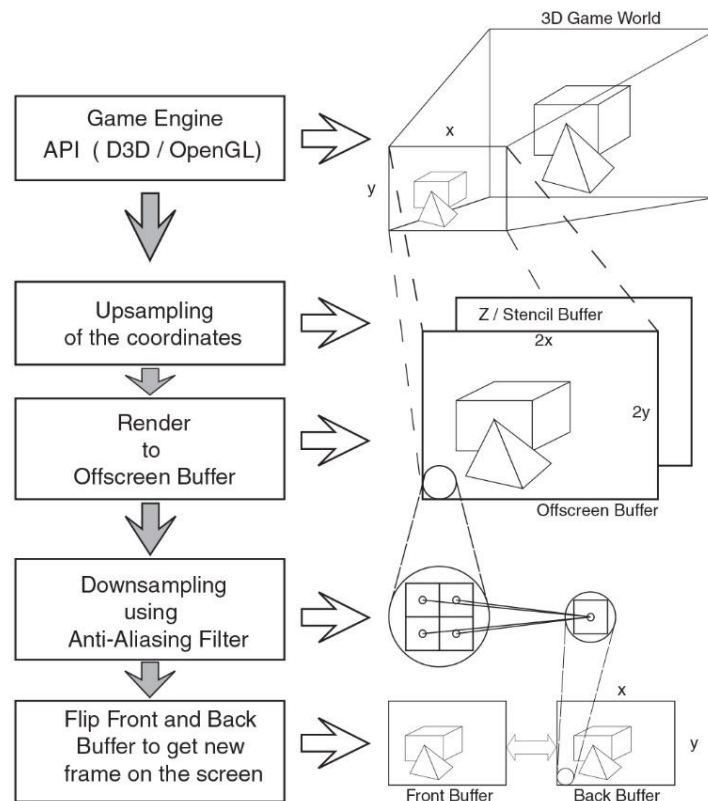 3D Game World
Game Engine
API ( D3D / OpenGL)
x
y
Upsampling
of the coordinates
Z / Stencil Buffer
2x
2y
Render
to
Offscreen Buffer
Offscreen Buffer
Downsampling
using
Anti-Aliasing Filter
Flip Front and Back
Buffer to get new
frame on the screen
x
y
Front Buffer
Back Buffer